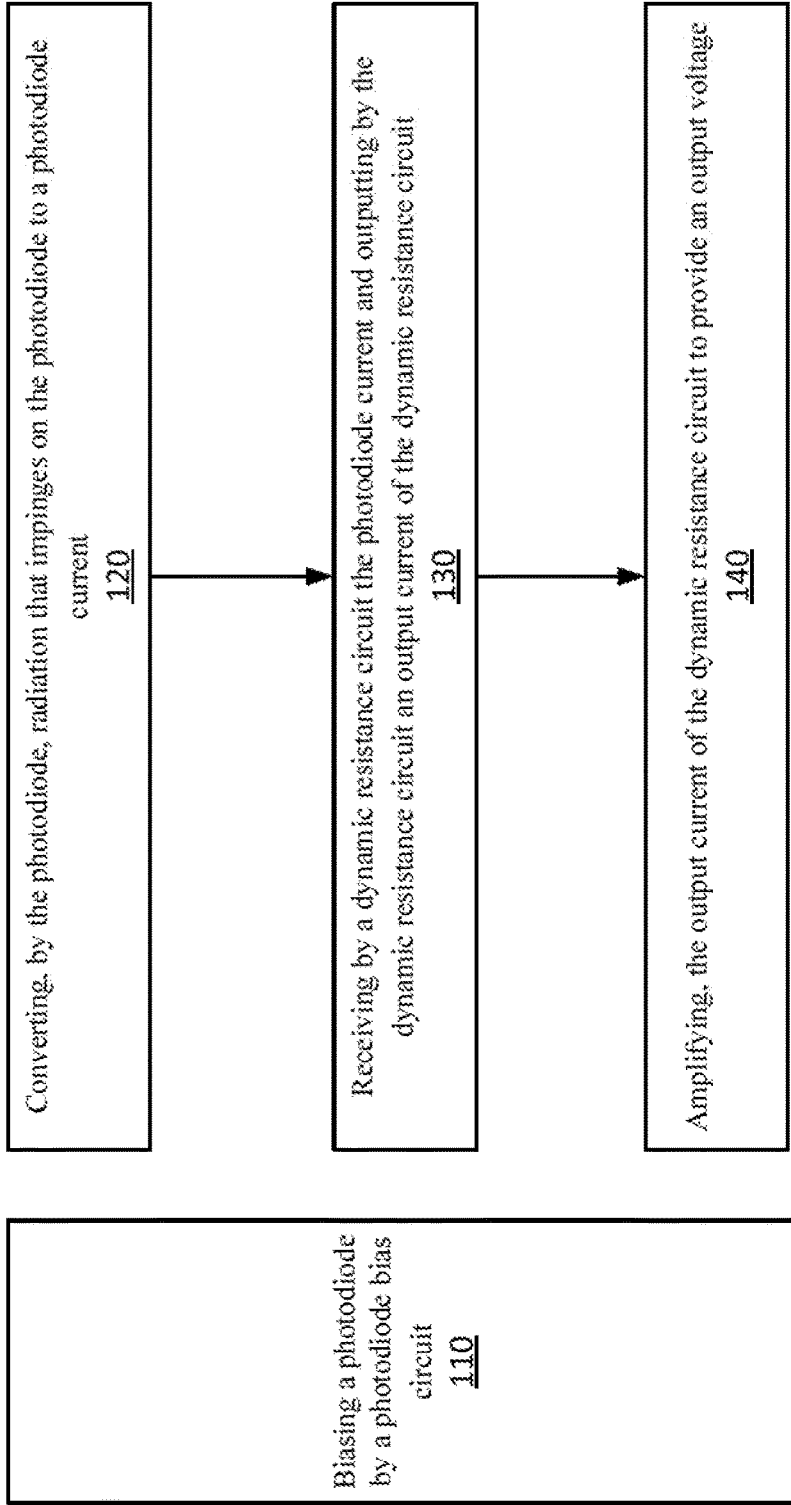 Biasing a photodiode
by a photodiode bias
circuit
110
Converting, by the photodiode, radiation that impinges on the photodiode to a photodiode
current
120
Receiving by a dynamic resistance circuit the photodiode current and outputting by the
dynamic resistance circuit an output current of the dynamic resistance circuit
130
Amplifying, the output current of the dynamic resistance circuit to provide an output voltage
140